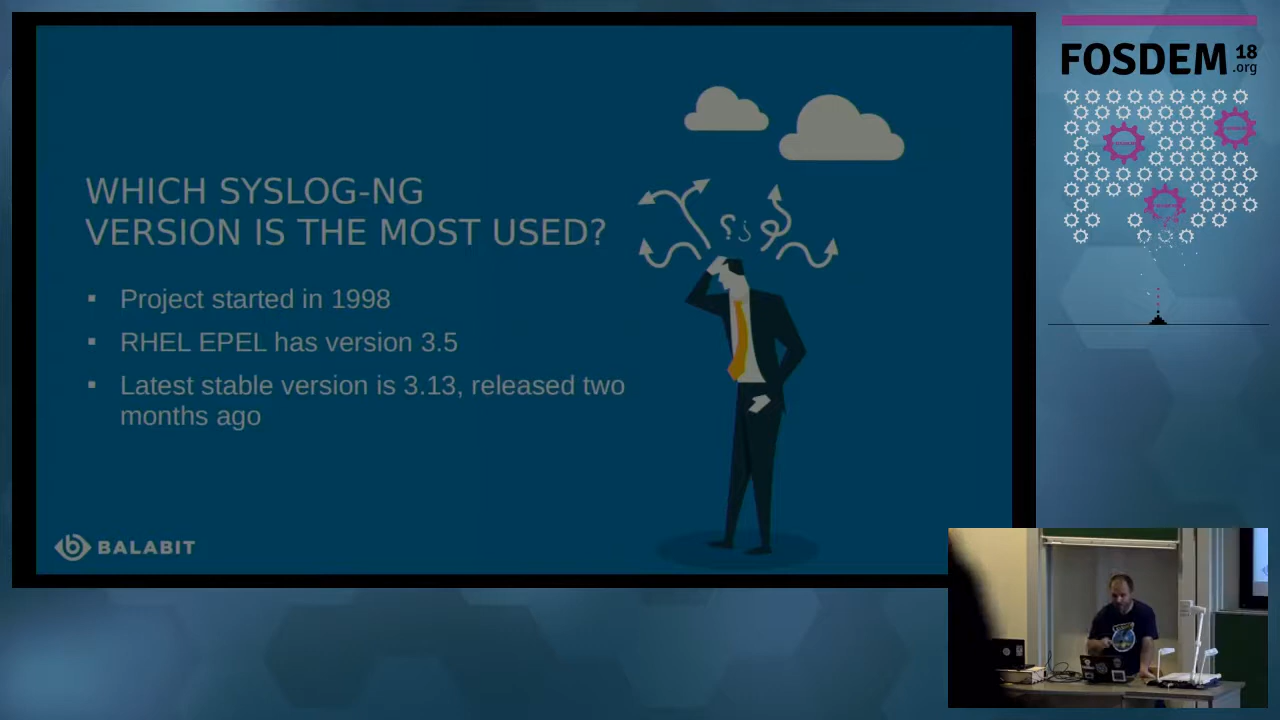 WHICH SYSLOG-NG
VERSION IS THE MOST USED?
▪ Project started in 1998
▪ RHEL EPEL has version 3.5
▪ Latest stable version is 3.13, released two
months ago
BALABIT
FOSDEM 18
.org